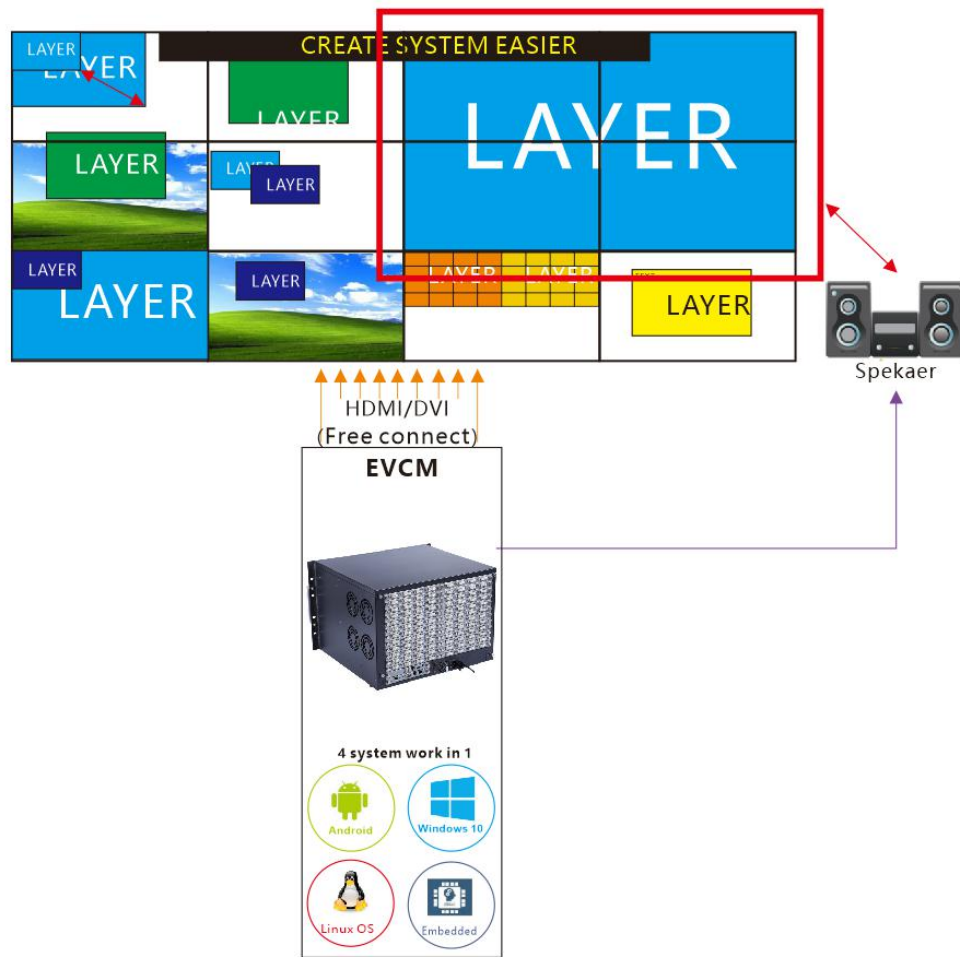 CREATE SYSTEM EASIER
LAYER
LAYER
LAYER
LAYER
LAYER
LAYER
LAYER
LAYER
LAYER
LAYER
LAYER
LAYER
LAYER
LAYER
Spekaer
HDMI/DVI
(Free connect)
EVCM
4 system work in 1
Android
Windows 10
Linux OS
Embedded